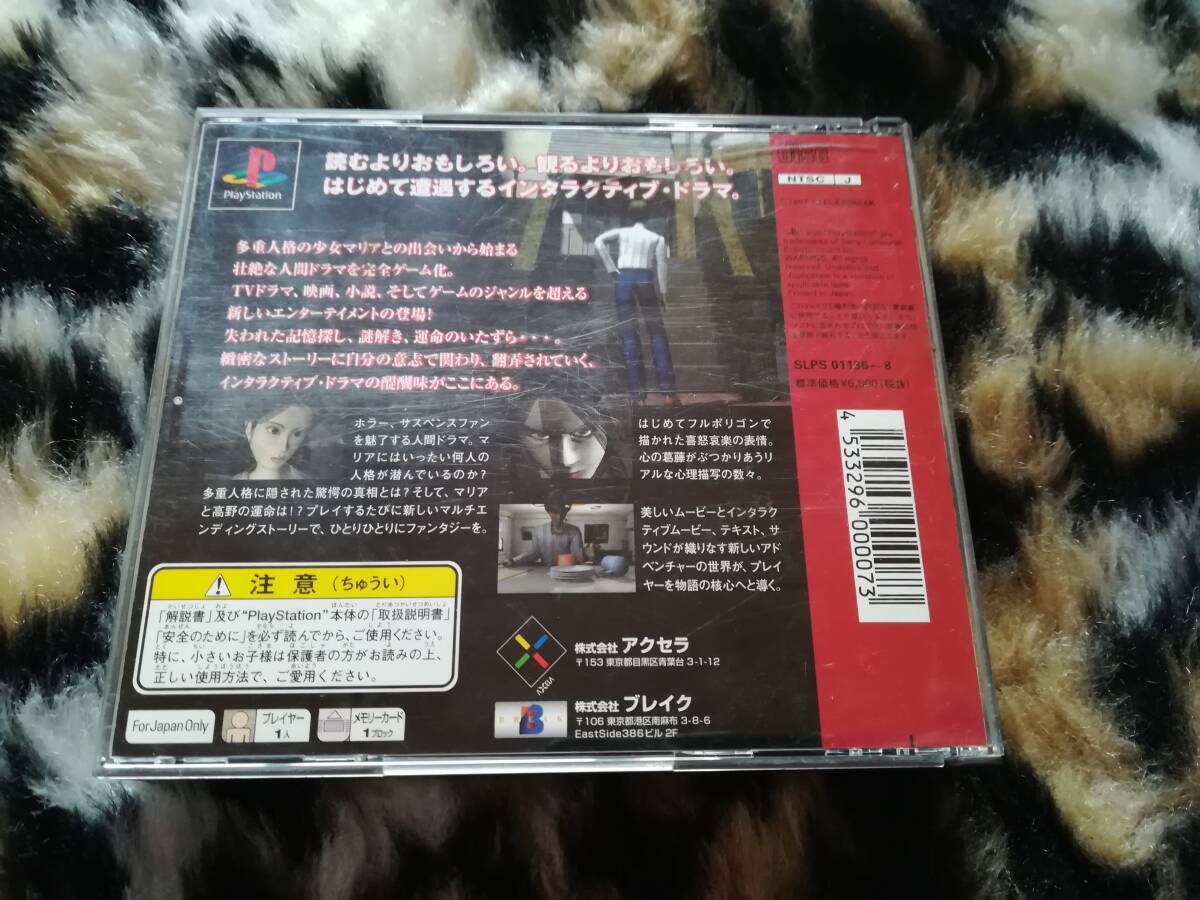 PlayStation
読むよりおもしろい。観るよりおもしろい。
はじめて遭遇するインタラクティブ・ドラマ。
多重人格の少女マリアとの出会いから始まる
壮絶な人間ドラマを完全ゲーム化。
TVドラマ、映画、小説、そしてゲームのジャンルを超える
新しいエンターテイメントの登場!
失われた記憶探し、謎解き、運命のいたずら・・・。
緻密なストーリーに自分の意志で関わり、翻弄されていく、
インタラクティブ・ドラマの醍醐味がここにある。
ホラー、サスペンスファン
を魅了する人間ドラマ。マ
リアにはいったい何人の
人格が潜んでいるのか?
多重人格に隠された驚愕の真相とは?そして、マリア
と高野の運命は!?プレイするたびに新しいマルチエ
ンディングストーリーで、ひとりひとりにファンタジーを。
はじめてフルポリゴンで
描かれた喜怒哀楽の表情。
心の葛藤がぶつかりあうリ
アルな心理描写の数々。
美しいムービーとインタラク
ティブムービー、テキスト、サ
ウンドが織りなす新しいアド
ベンチャーの世界が、プレイ
ヤーを物語の核心へと導く。
注意(ちゅうい)
「解説書」及び"PlayStation"本体の「取扱説明書」
「安全のために」を必ず読んでから、ご使用ください。
特に、小さいお子様は保護者の方がお読みの上、
正しい使用方法で、ご愛用ください。
For Japan Only
プレイヤー
1人
メモリーカード
1ブロック
株式会社 アクセラ
〒153 東京都目黒区青葉台 3-1-12
株式会社 ブレイク
〒106 東京都港区南麻布 3-8-6
EastSide386ビル 2F
NTSC J
SLPS 01136〜8
標準価格
4 533296 000073